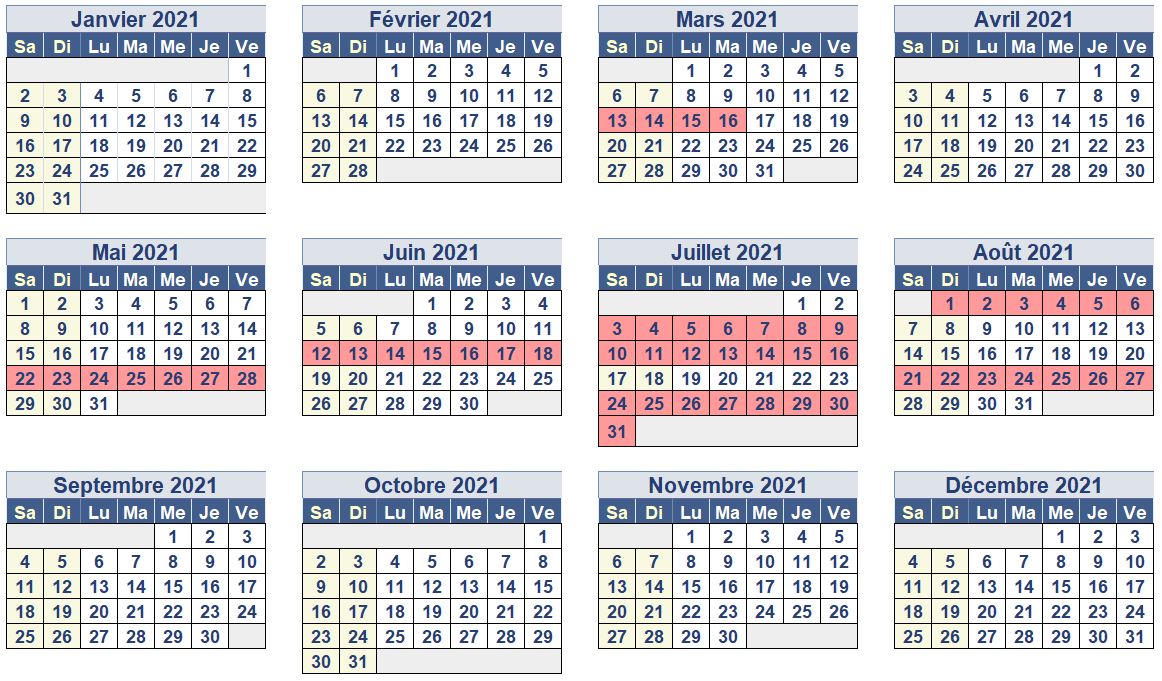 Janvier 2021 Février 2021 Mars 2021 Avril 2021
Sa Di Lu Ma Me Je Ve Sa Di Lu Ma Me Je Ve Sa Di Lu Ma Me Je Ve Sa Di Lu Ma Me Je Ve
1 1 2 3 4 5 1 2 3 4 5 1 2
2 3 4 5 6 7 8 6 7 8 9 10 11 12 6 7 8 9 10 11 12 3 4 5 6 7 8 9
9 10 11 12 13 14 15 13 14 15 16 17 18 19 13 14 15 16 17 18 19 10 11 12 13 14 15 16
16 17 18 19 20 21 22 20 21 22 23 24 25 26 20 21 22 23 24 25 26 17 18 19 20 21 22 23
23 24 25 26 27 28 29 27 28 27 28 29 30 31 24 25 26 27 28 29 30
30 31
Mai 2021 Juin 2021 Juillet 2021 Août 2021
Sa Di Lu Ma Me Je Ve Sa Di Lu Ma Me Je Ve Sa Di Lu Ma Me Je Ve Sa Di Lu Ma Me Je Ve
1 2 3 4 5 6 7 1 2 3 4 1 2 1 2 3 4 5 6
8 9 10 11 12 13 14 5 6 7 8 9 10 11 3 4 5 6 7 8 9 7 8 9 10 11 12 13
15 16 17 18 19 20 21 12 13 14 15 16 17 18 10 11 12 13 14 15 16 14 15 16 17 18 19 20
22 23 24 25 26 27 28 19 20 21 22 23 24 25 17 18 19 20 21 22 23 21 22 23 24 25 26 27
29 30 31 26 27 28 29 30 24 25 26 27 28 29 30 28 29 30 31
31
Septembre 2021 Octobre 2021 Novembre 2021 Décembre 2021
Sa Di Lu Ma Me Je Ve Sa Di Lu Ma Me Je Ve Sa Di Lu Ma Me Je Ve Sa Di Lu Ma Me Je Ve
1 2 3 1 1 2 3 4 5 1 2 3
4 5 6 7 8 9 10 2 3 4 5 6 7 8 6 7 8 9 10 11 12 4 5 6 7 8 9 10
11 12 13 14 15 16 17 9 10 11 12 13 14 15 13 14 15 16 17 18 19 11 12 13 14 15 16 17
18 19 20 21 22 23 24 16 17 18 19 20 21 22 20 21 22 23 24 25 26 18 19 20 21 22 23 24
25 26 27 28 29 30 23 24 25 26 27 28 29 27 28 29 30 25 26 27 28 29 30 31
30 31